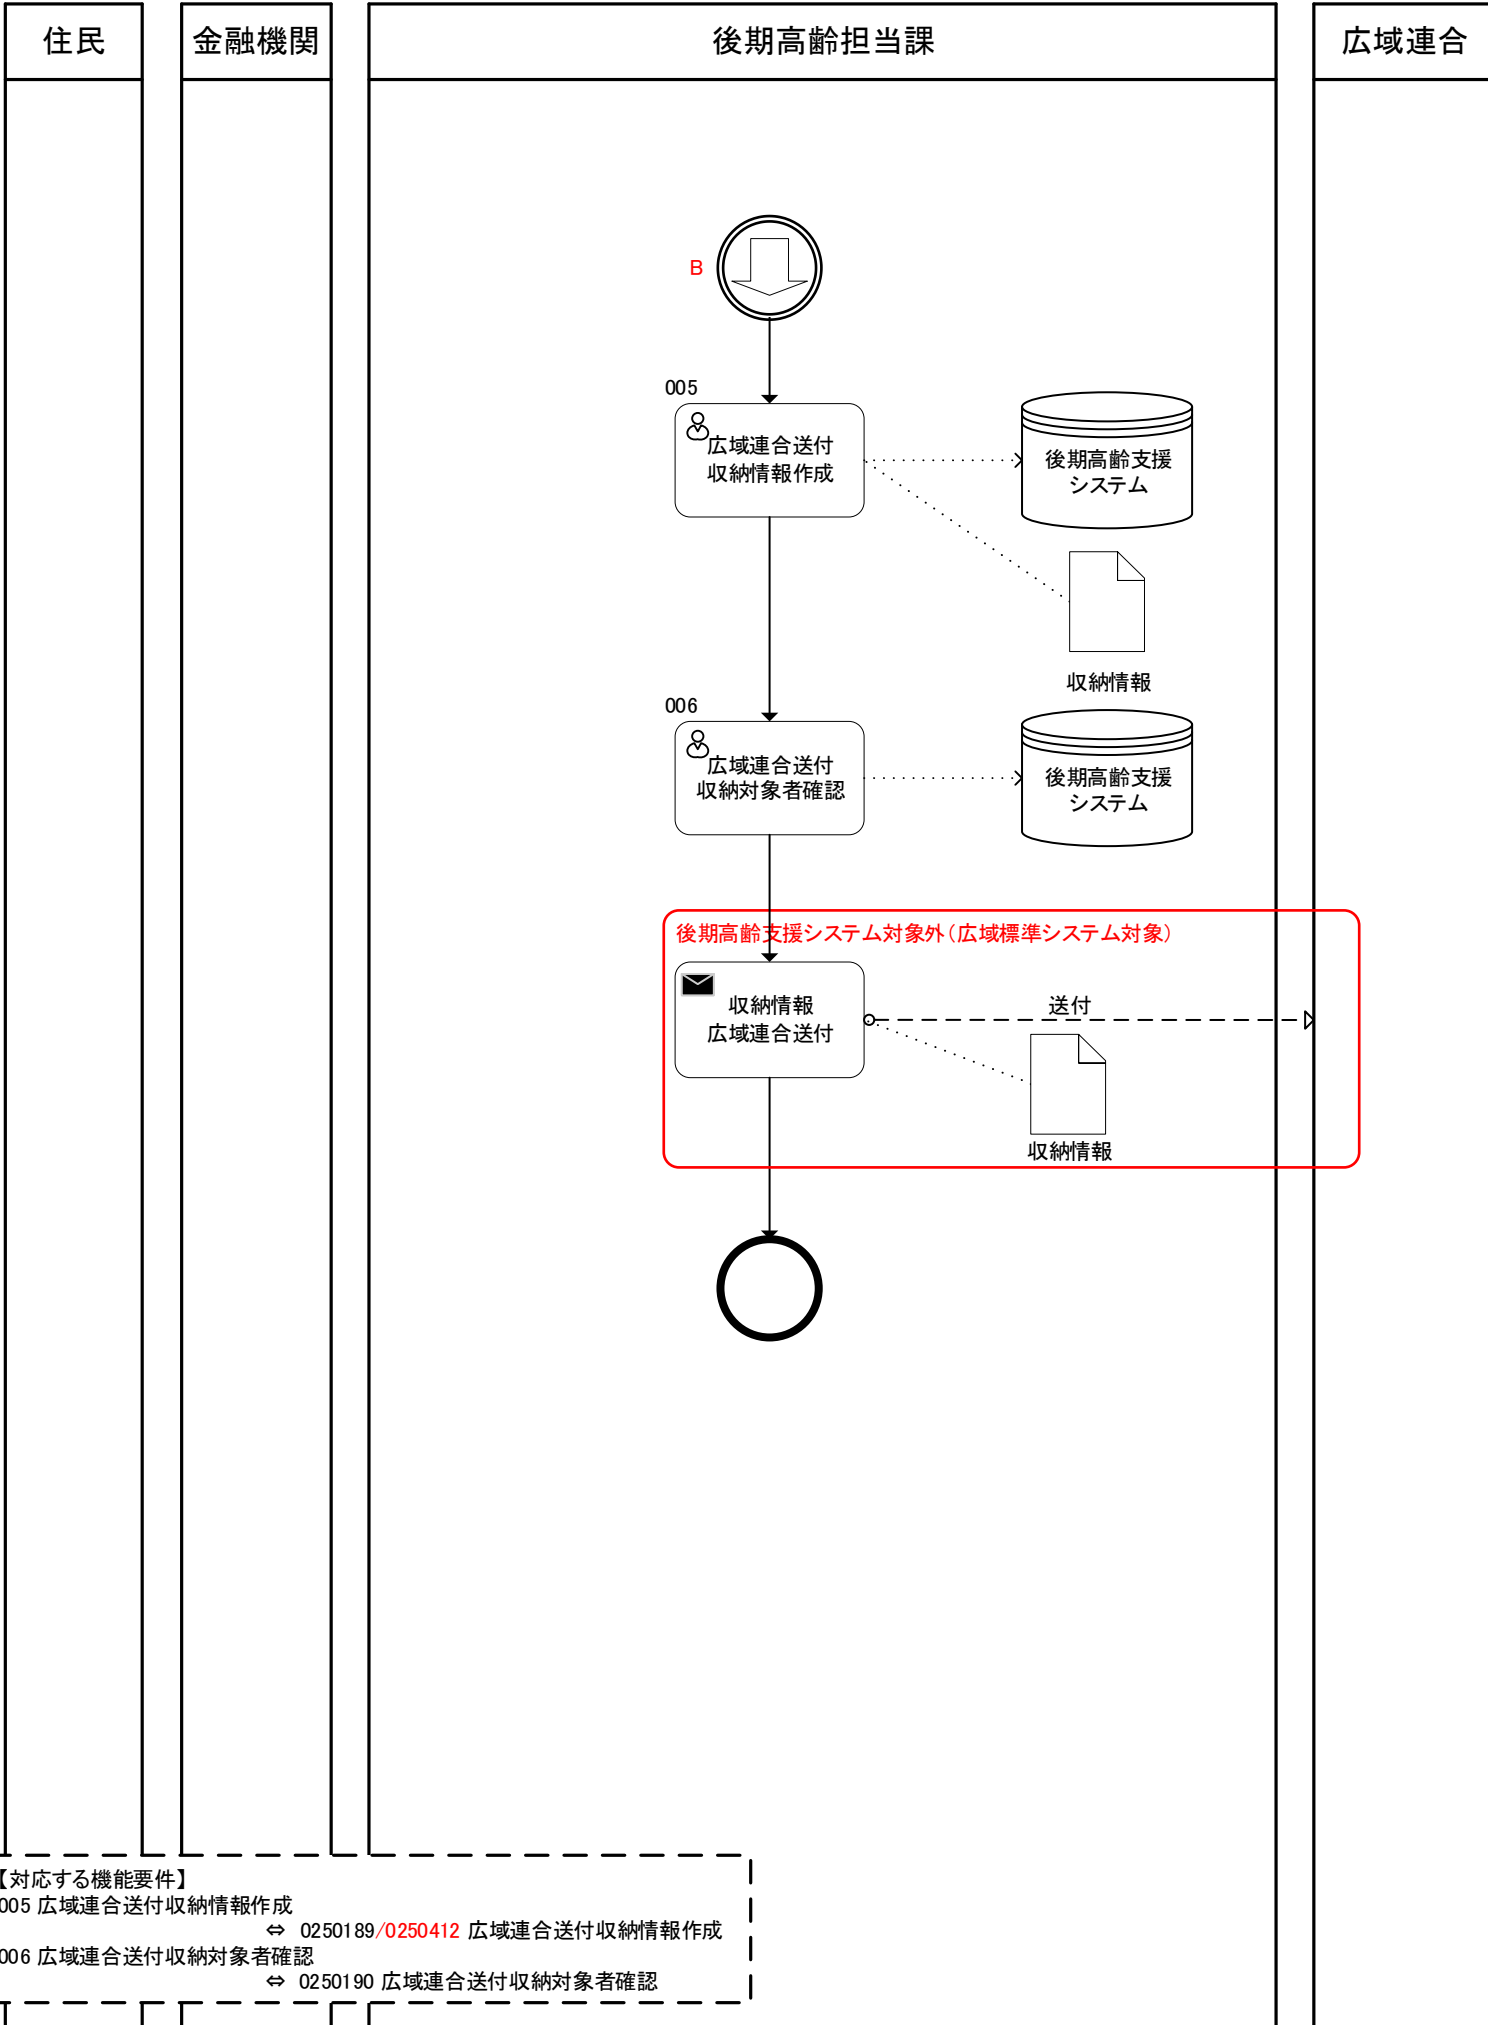 住民
金融機関
後期高齢担当課
広域連合
B
005
広域連合送付
収納情報作成
後期高齢支援
システム
収納情報
006
広域連合送付
収納対象者確認
後期高齢支援
システム
後期高齢支援システム対象外（広域標準システム対象）
収納情報
広域連合送付
送付
収納情報
【対応する機能要件】
005 広域連合送付収納情報作成
⇔ 0250189/0250412 広域連合送付収納情報作成
006 広域連合送付収納対象者確認
⇔ 0250190 広域連合送付収納対象者確認